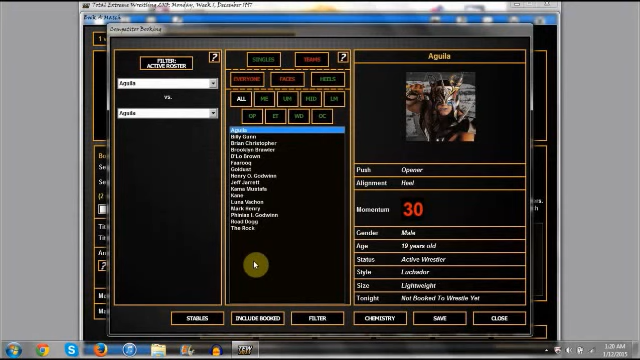 Total Extreme Wrestling 2013: Monday, Week 1, December 1997
Book A Match
Competitor Booking
FILTER:
ACTIVE ROSTER
Aguila
vs.
Aguila
SINGLES
TEAMS
?
EVERYONE
FACES
HEELS
ALL
ME
UM
MID
LM
OP
ET
WD
OC
Aguila
Billy Gunn
Brian Christopher
Brooklyn Brawler
D'Lo Brown
Faarooq
Goldust
Henry O. Godwinn
Jeff Jarrett
Kama Mustafa
Kane
Luna Vachon
Mark Henry
Phinias I. Godwinn
Road Dogg
The Rock
Aguila
Push Opener
Alignment Heel
Momentum 30
Gender Male
Age 19 years old
Status Active Wrestler
Style Luchador
Size Lightweight
Tonight Not Booked To Wrestle Yet
STABLES
INCLUDE BOOKED
FILTER
CHEMISTRY
SAVE
CLOSE
1:20 AM
1/12/2015